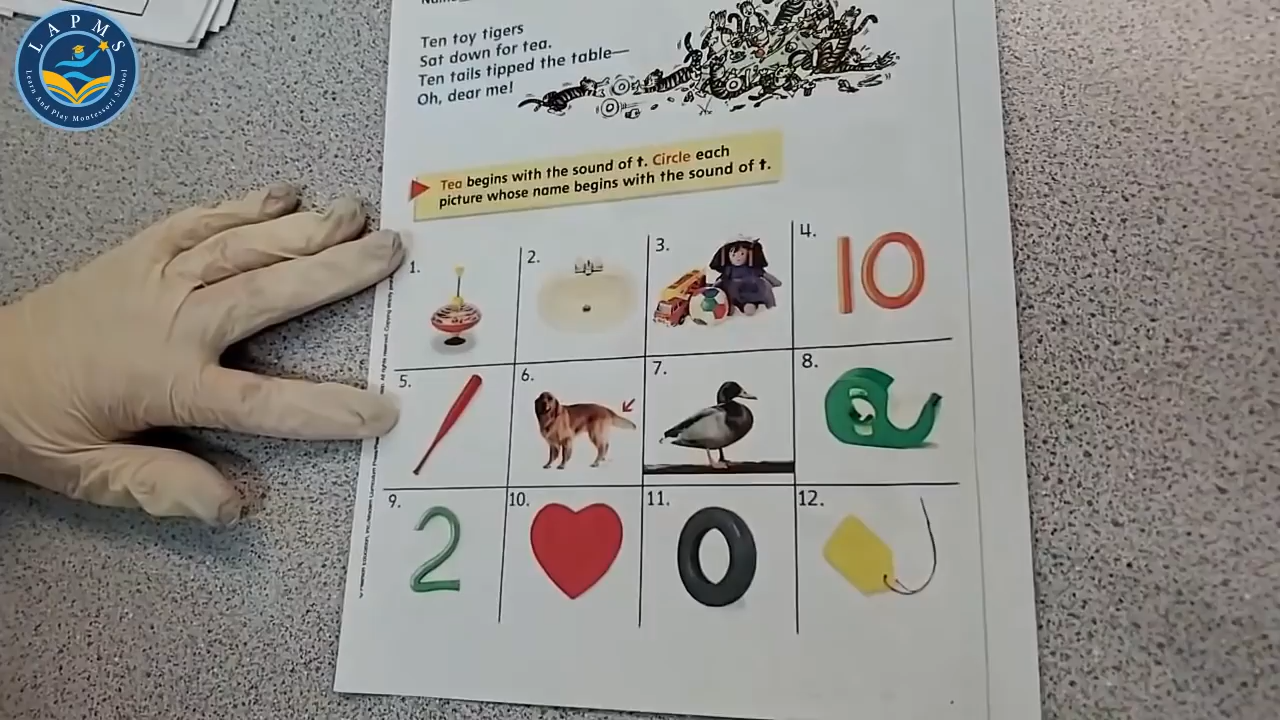 LAPMS
Learn And Play Montessori School
Name
Ten toy tigers
Sat down for tea.
Ten tails tipped the table—
Oh, dear me!
Tea begins with the sound of t. Circle each
picture whose name begins with the sound of t.
1.
2.
3.
4.
10
5.
6.
7.
8.
9.
2
10.
11.
12.